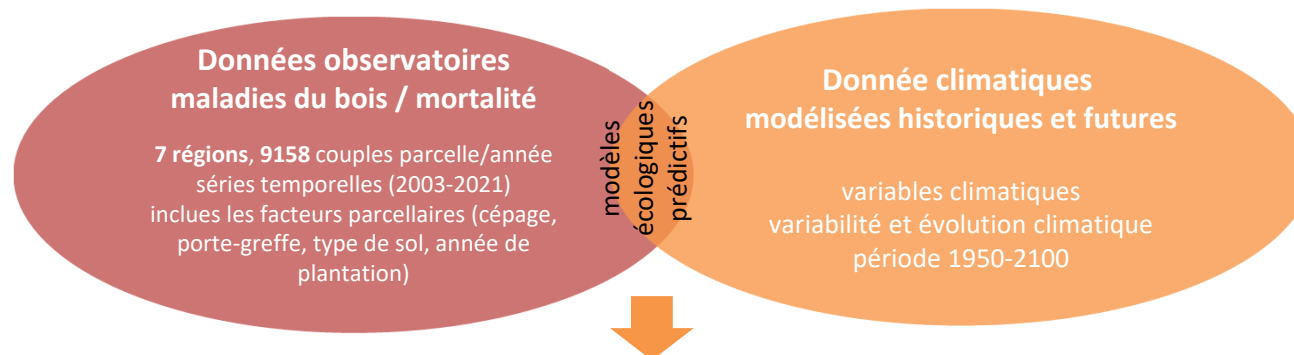 Données observatoires
maladies du bois / mortalité
7 régions, 9158 couples parcelle/année
séries temporelles (2003-2021)
inclues les facteurs parcellaires (cépage,
porte-greffe, type de sol, année de
plantation)
modèles
écologiques
prédictifs
Donnée climatiques
modélisées historiques et futures
variables climatiques
variabilité et évolution climatique
période 1950-2100